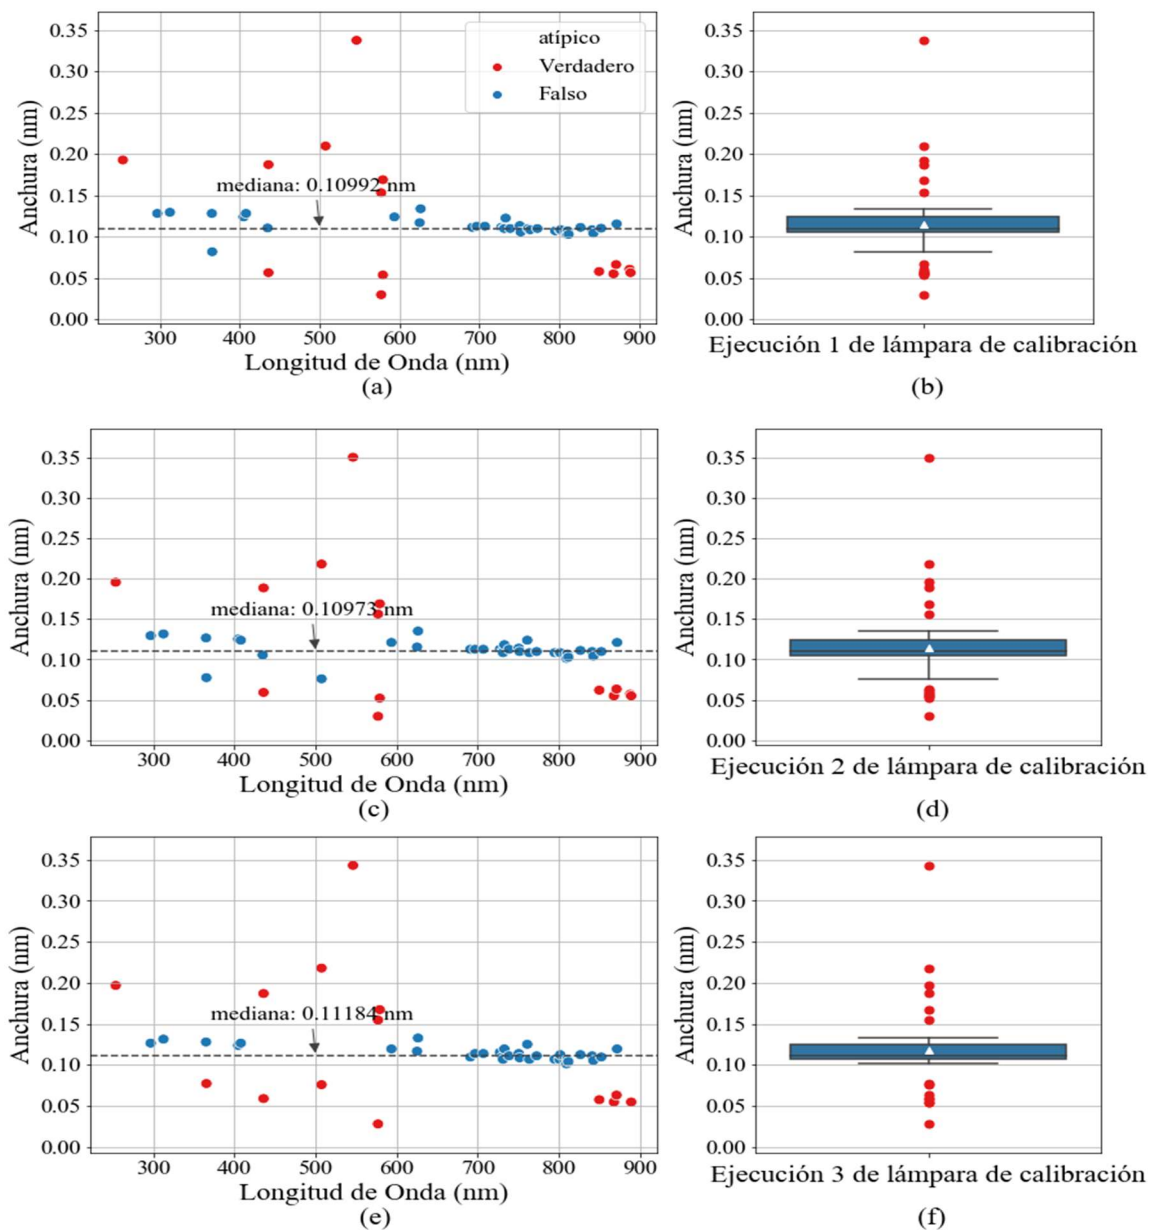 0.35
0.30
0.25
0.20
0.15
0.10
0.05
0.00
Anchura (nm)
atípico
Verdadero
Falso
mediana: 0.10992 nm
300 400 500 600 700 800 900
Longitud de Onda (nm)
(a)
0.35
0.30
0.25
0.20
0.15
0.10
0.05
0.00
Anchura (nm)
Ejecución 1 de lámpara de calibración
(b)
0.35
0.30
0.25
0.20
0.15
0.10
0.05
0.00
Anchura (nm)
mediana: 0.10973 nm
300 400 500 600 700 800 900
Longitud de Onda (nm)
(c)
0.35
0.30
0.25
0.20
0.15
0.10
0.05
0.00
Anchura (nm)
Ejecución 2 de lámpara de calibración
(d)
0.35
0.30
0.25
0.20
0.15
0.10
0.05
0.00
Anchura (nm)
mediana: 0.11184 nm
300 400 500 600 700 800 900
Longitud de Onda (nm)
(e)
0.35
0.30
0.25
0.20
0.15
0.10
0.05
0.00
Anchura (nm)
Ejecución 3 de lámpara de calibración
(f)